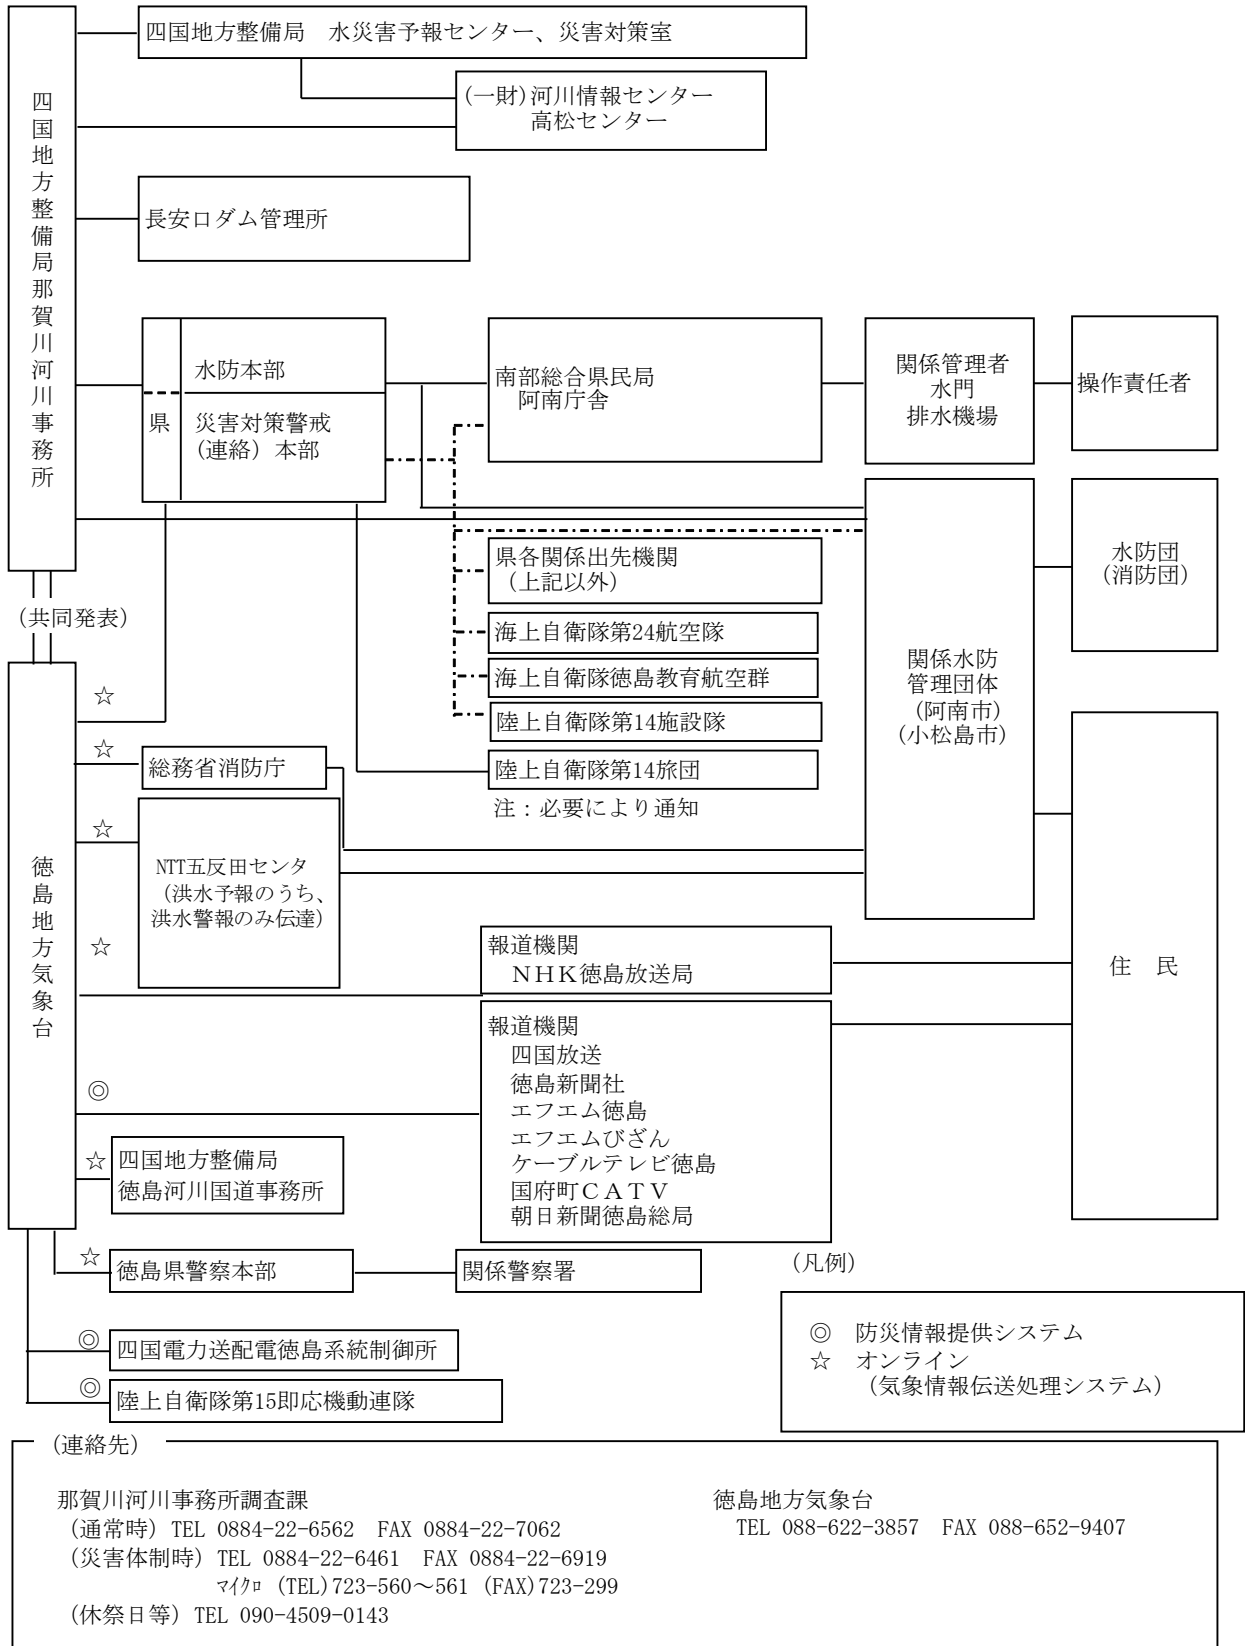 四国地方整備局　水災害予報センター、災害対策室
(一財)河川情報センター
高松センター
四国地方整備局那賀川河川事務所
長安口ダム管理所
県
水防本部
災害対策警戒
(連絡) 本部
南部総合県民局
阿南庁舎
関係管理者
水門
排水機場
操作責任者
県各関係出先機関
(上記以外)
海上自衛隊第24航空隊
海上自衛隊徳島教育航空群
陸上自衛隊第14施設隊
陸上自衛隊第14旅団
注：必要により通知
関係水防
管理団体
(阿南市)
(小松島市)
水防団
(消防団)
(共同発表)
徳島地方気象台
☆
☆
総務省消防庁
☆
NTT五反田センタ
(洪水予報のうち、
洪水警報のみ伝達)
☆
報道機関
ＮＨＫ徳島放送局
住　民
報道機関
四国放送
徳島新聞社
エフエム徳島
エフエムびざん
ケーブルテレビ徳島
国府町ＣＡＴＶ
朝日新聞徳島総局
◎
☆
四国地方整備局
徳島河川国道事務所
☆
徳島県警察本部
関係警察署
◎
四国電力送配電徳島系統制御所
◎
陸上自衛隊第15即応機動連隊
(凡例)
◎　防災情報提供システム
☆　オンライン
(気象情報伝送処理システム)
(連絡先)
那賀川河川事務所調査課
(通常時) TEL 0884-22-6562　FAX 0884-22-7062
(災害体制時) TEL 0884-22-6461　FAX 0884-22-6919
ﾏｲｸﾛ (TEL)723-560～561 (FAX)723-299
(休祭日等) TEL 090-4509-0143
徳島地方気象台
TEL 088-622-3857　FAX 088-652-9407